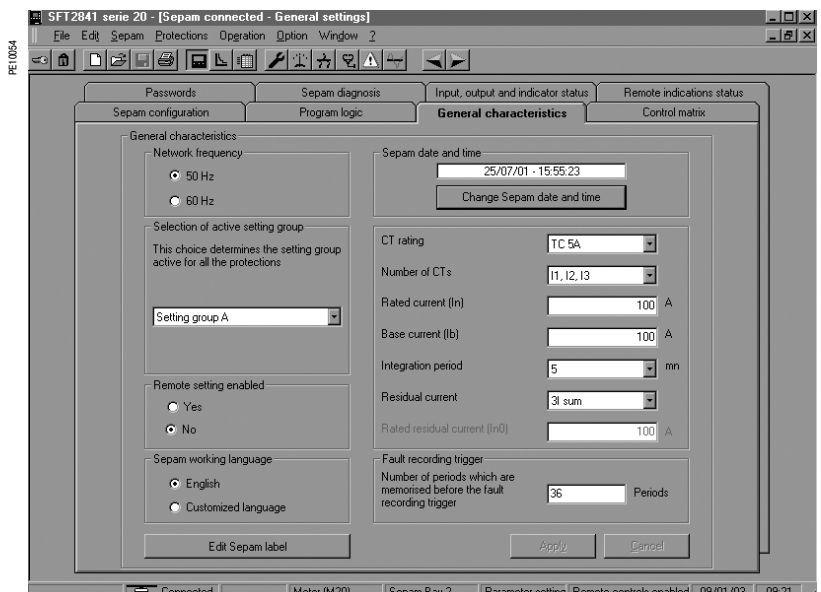 PE10054
SFT2841 serie 20 - [Sepam connected - General settings]
File Edit Sepam Protections Operation Option Window ?
Passwords Sepam diagnosis Input, output and indicator status Remote indications status
Sepam configuration Program logic General characteristics Control matrix
General characteristics
Network frequency
50 Hz
60 Hz
Selection of active setting group
This choice determines the setting group
active for all the protections
Setting group A
Remote setting enabled
Yes
No
Sepam working language
English
Customized language
Edit Sepam label
Sepam date and time
25/07/01 - 15:55:23
Change Sepam date and time
CT rating TC 5A
Number of CTs I1, I2, I3
Rated current (In) 100 A
Base current (Ib) 100 A
Integration period 5 mn
Residual current 3I sum
Rated residual current (In0) 100 A
Fault recording trigger
Number of periods which are
memorised before the fault
recording trigger
36 Periods
Apply Cancel
Connected Motor (M20) Sepam Bay 2 Parameter setting Remote controls enabled 09/01/03 09:21